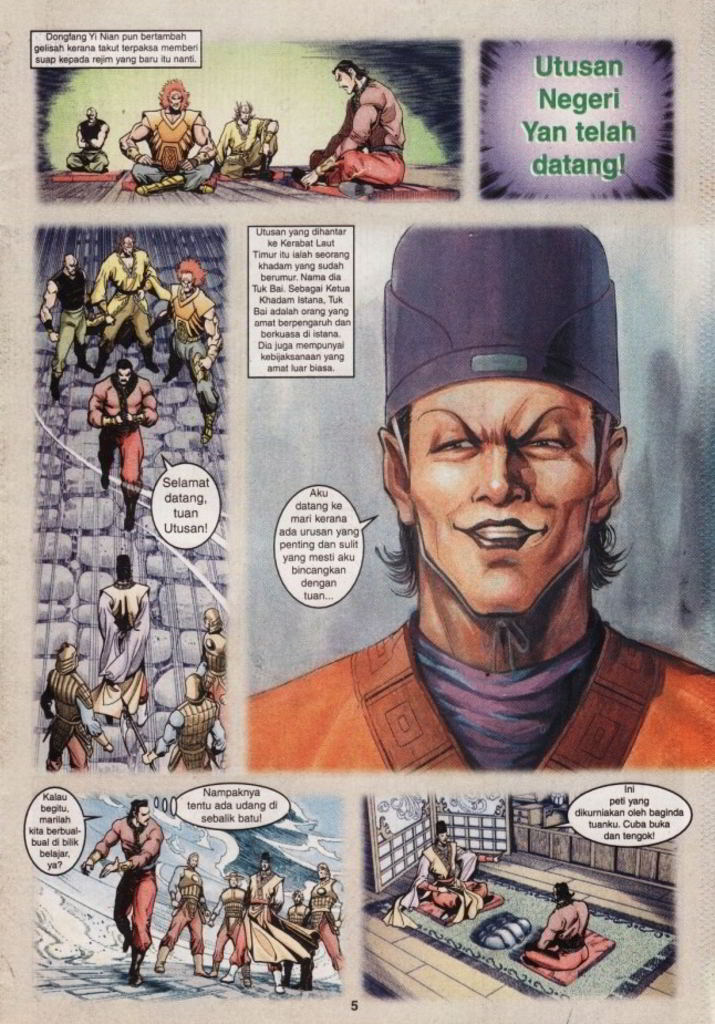 Dongfang Yi Nian pun bertambah
gelisah kerana takut terpaksa memberi
suap kepada rejim yang baru itu nanti.
Utusan
Negeri
Yan telah
datang!
Selamat
datang,
tuan
Utusan!
Utusan yang dihantar
ke Kerabat Laut
Timur itu ialah seorang
khadam yang sudah
berumur. Nama dia
Tuk Bai. Sebagai Ketua
Khadam Istana, Tuk
Bai adalah orang yang
amat berpengaruh dan
berkuasa di istana.
Dia juga mempunyai
kebijaksanaan yang
amat luar biasa.
Aku
datang ke
mari kerana
ada urusan yang
penting dan sulit
yang mesti aku
bincangkan
dengan
tuan...
Kalau
begitu,
marilah
kita berbual-
bual di bilik
belajar,
ya?
Nampaknya
tentu ada udang di
sebalik batu!
Ini
peti yang
dikurniakan oleh baginda
tuanku. Cuba buka
dan tengok!
5